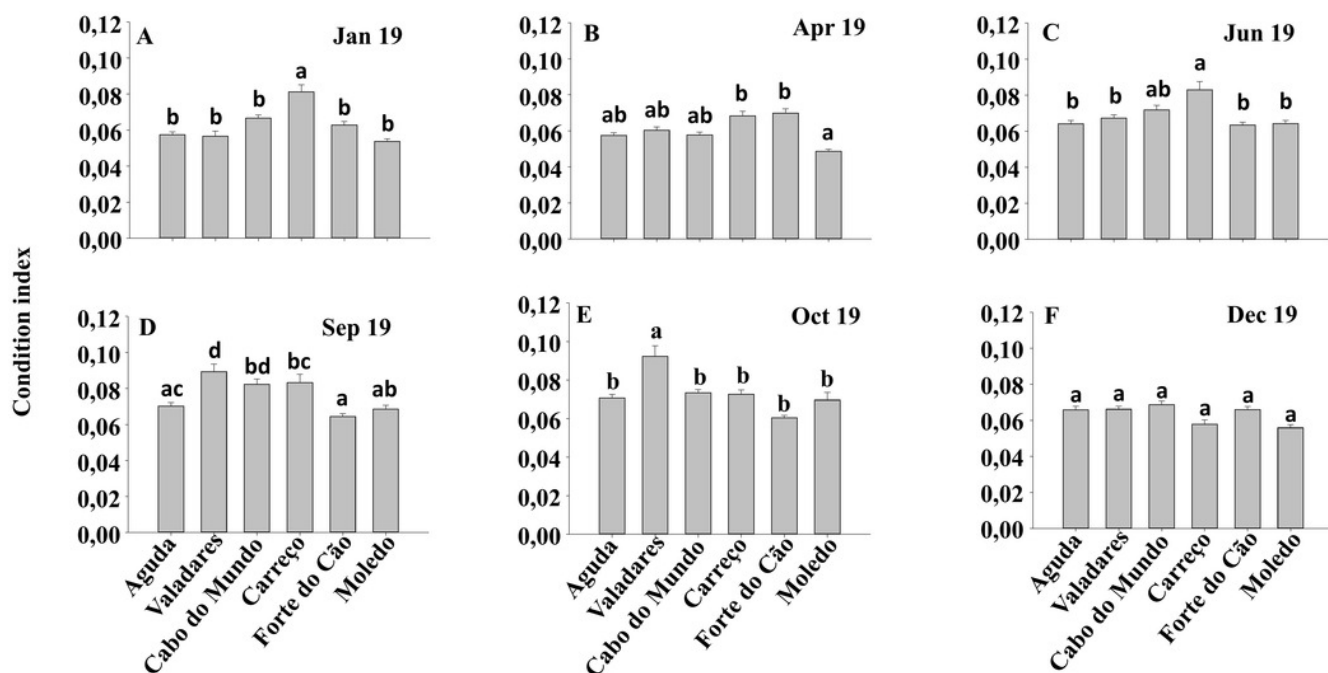 Condition index
A
Jan 19
0,12
0,10
0,08
0,06
0,04
0,02
0,00
b
b
b
a
b
b
B
Apr 19
0,12
0,10
0,08
0,06
0,04
0,02
0,00
ab
ab
ab
b
b
a
C
Jun 19
0,12
0,10
0,08
0,06
0,04
0,02
0,00
b
b
ab
a
b
b
D
Sep 19
0,12
0,10
0,08
0,06
0,04
0,02
0,00
ac
d
bd
bc
a
ab
Aguda
Valadares
Cabo do Mundo
Carreço
Forte do Cão
Moledo
E
Oct 19
0,12
0,10
0,08
0,06
0,04
0,02
0,00
b
a
b
b
b
b
Aguda
Valadares
Cabo do Mundo
Carreço
Forte do Cão
Moledo
F
Dec 19
0,12
0,10
0,08
0,06
0,04
0,02
0,00
a
a
a
a
a
a
Aguda
Valadares
Cabo do Mundo
Carreço
Forte do Cão
Moledo